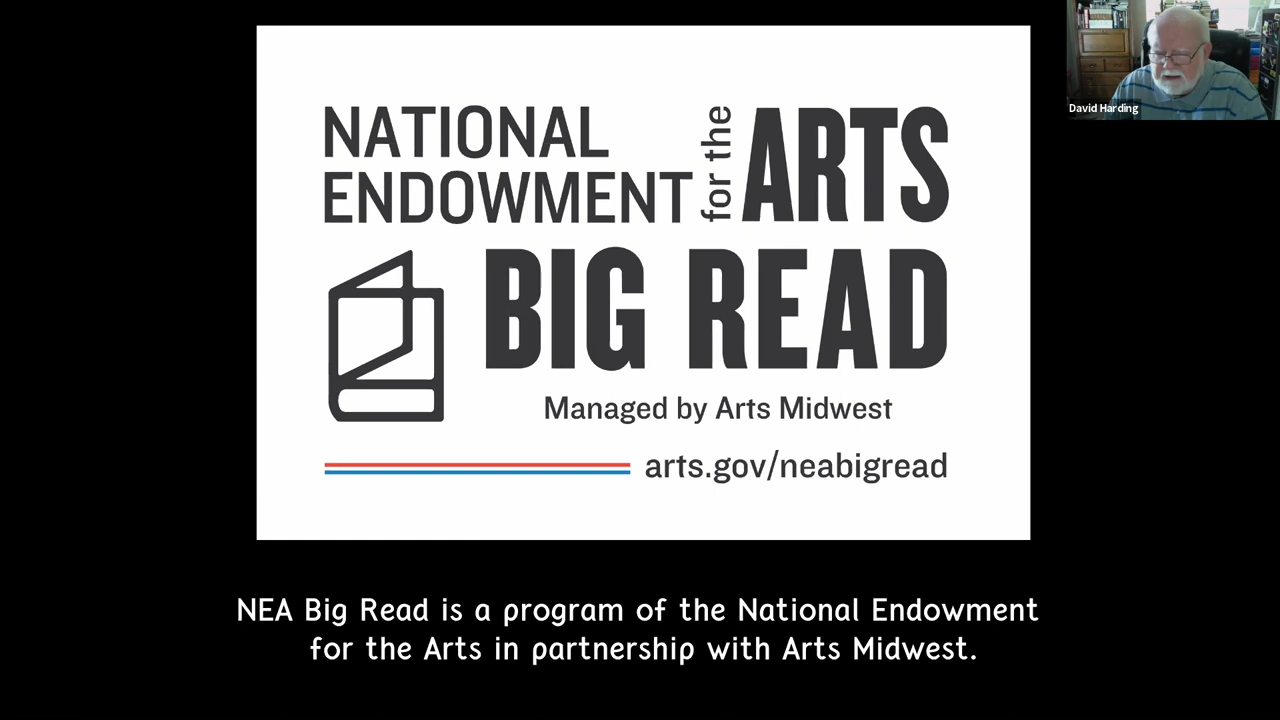 NATIONAL
ENDOWMENT
for the
ARTS
BIG READ
Managed by Arts Midwest
arts.gov/neabigread
David Harding
NEA Big Read is a program of the National Endowment
for the Arts in partnership with Arts Midwest.